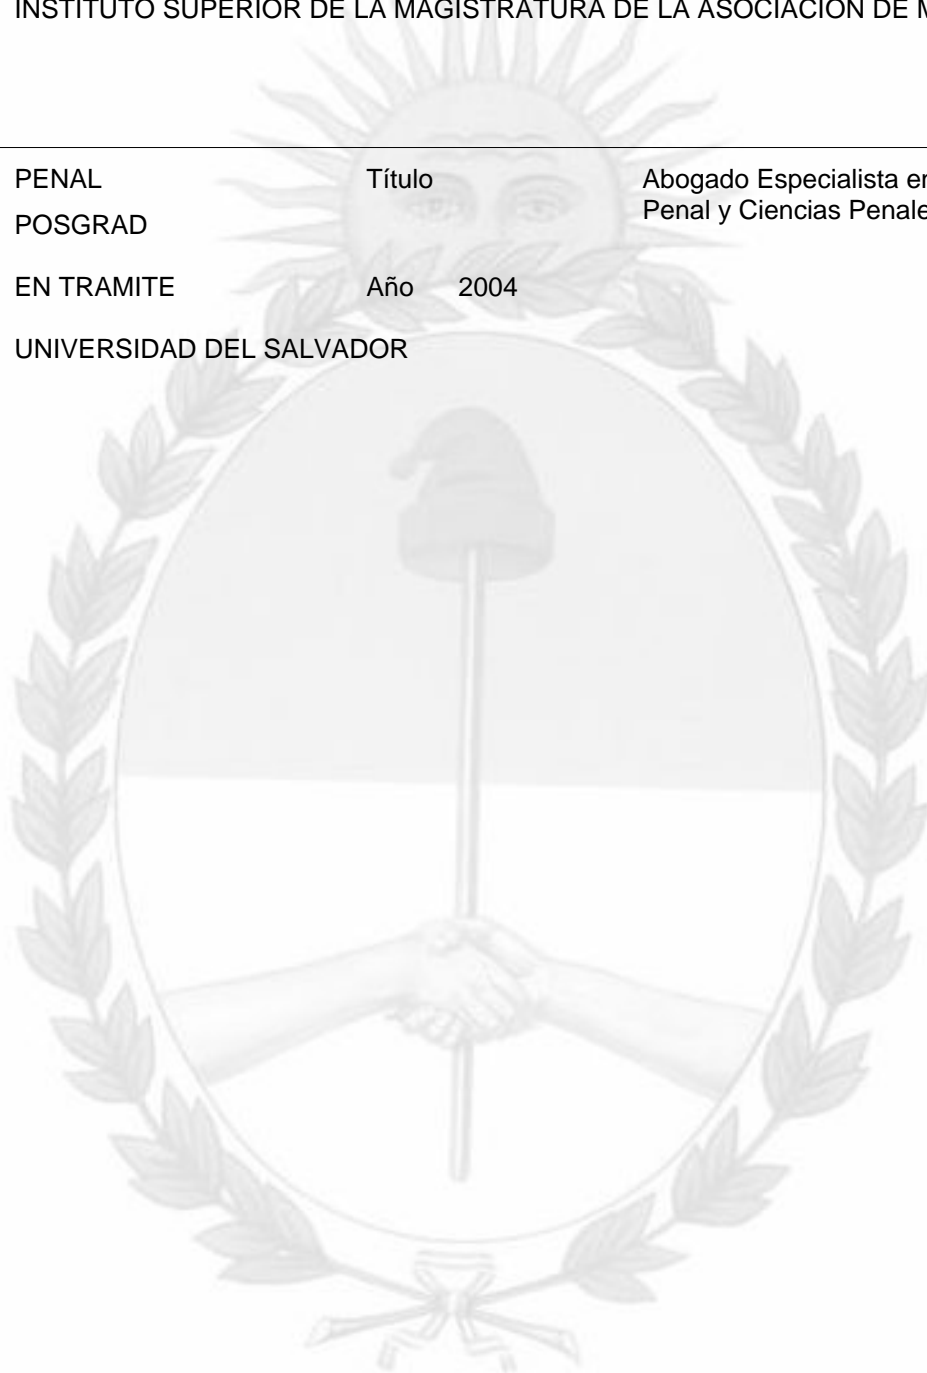 INSTITUTO SUPERIOR DE LA MAGISTRATURA DE LA ASOCIACION DE
PENAL Título Abogado Especialista en
Penal y Ciencias Penale
POSGRAD
EN TRAMITE Año 2004
UNIVERSIDAD DEL SALVADOR